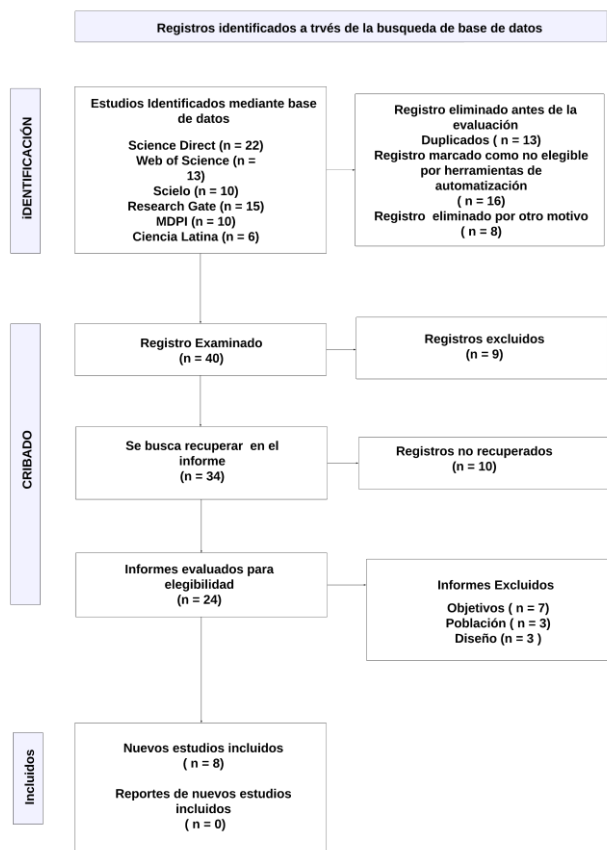 Registros identificados a trvés de la busqueda de base de datos
iDENTIFICACIÓN
Estudios Identificados mediante base
de datos
Science Direct (n = 22)
Web of Science (n =
13)
Scielo (n = 10)
Research Gate (n = 15)
MDPI (n = 10)
Ciencia Latina (n = 6)
Registro eliminado antes de la
evaluación
Duplicados ( n = 13)
Registro marcado como no elegible
por herramientas de
automatización
( n = 16)
Registro eliminado por otro motivo
( n = 8)
CRIBADO
Registro Examinado
(n = 40)
Registros excluidos
(n = 9)
Se busca recuperar en el
informe
(n = 34)
Registros no recuperados
(n = 10)
Informes evaluados para
elegibilidad
(n = 24)
Informes Excluidos
Objetivos ( n = 7)
Población ( n = 3)
Diseño (n = 3 )
Incluidos
Nuevos estudios incluidos
( n = 8)
Reportes de nuevos estudios
incluidos
( n = 0)